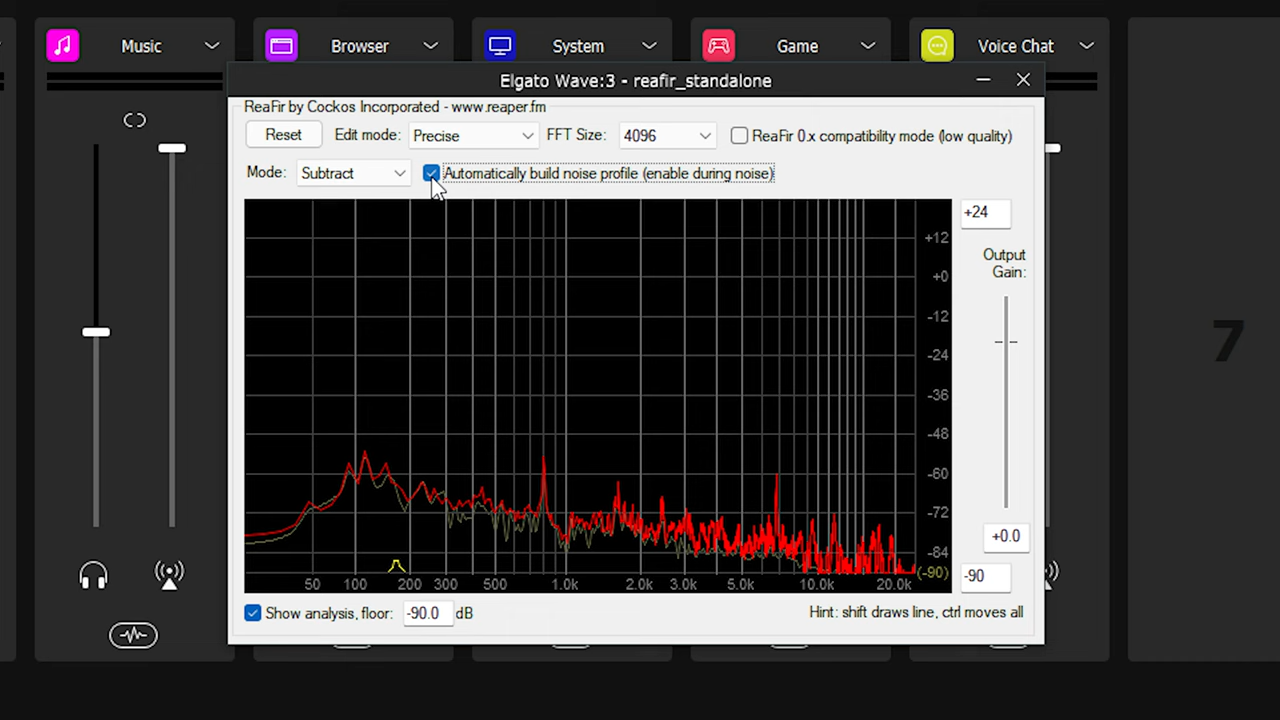 Music
Browser
System
Game
Voice Chat
Elgato Wave:3 - reafir_standalone
ReaFir by Cockos Incorporated - www.reaper.fm
Reset
Edit mode:
Precise
FFT Size:
4096
ReaFir 0.x compatibility mode (low quality)
Mode:
Subtract
Automatically build noise profile (enable during noise)
+24
+12
+0
-12
-24
-36
-48
-60
-72
-84
(-90)
Output
Gain:
+0.0
-90
50
100
200
300
500
1.0k
2.0k
3.0k
5.0k
10.0k
20.0k
Show analysis, floor:
-90.0
dB
Hint: shift draws line, ctrl moves all
7